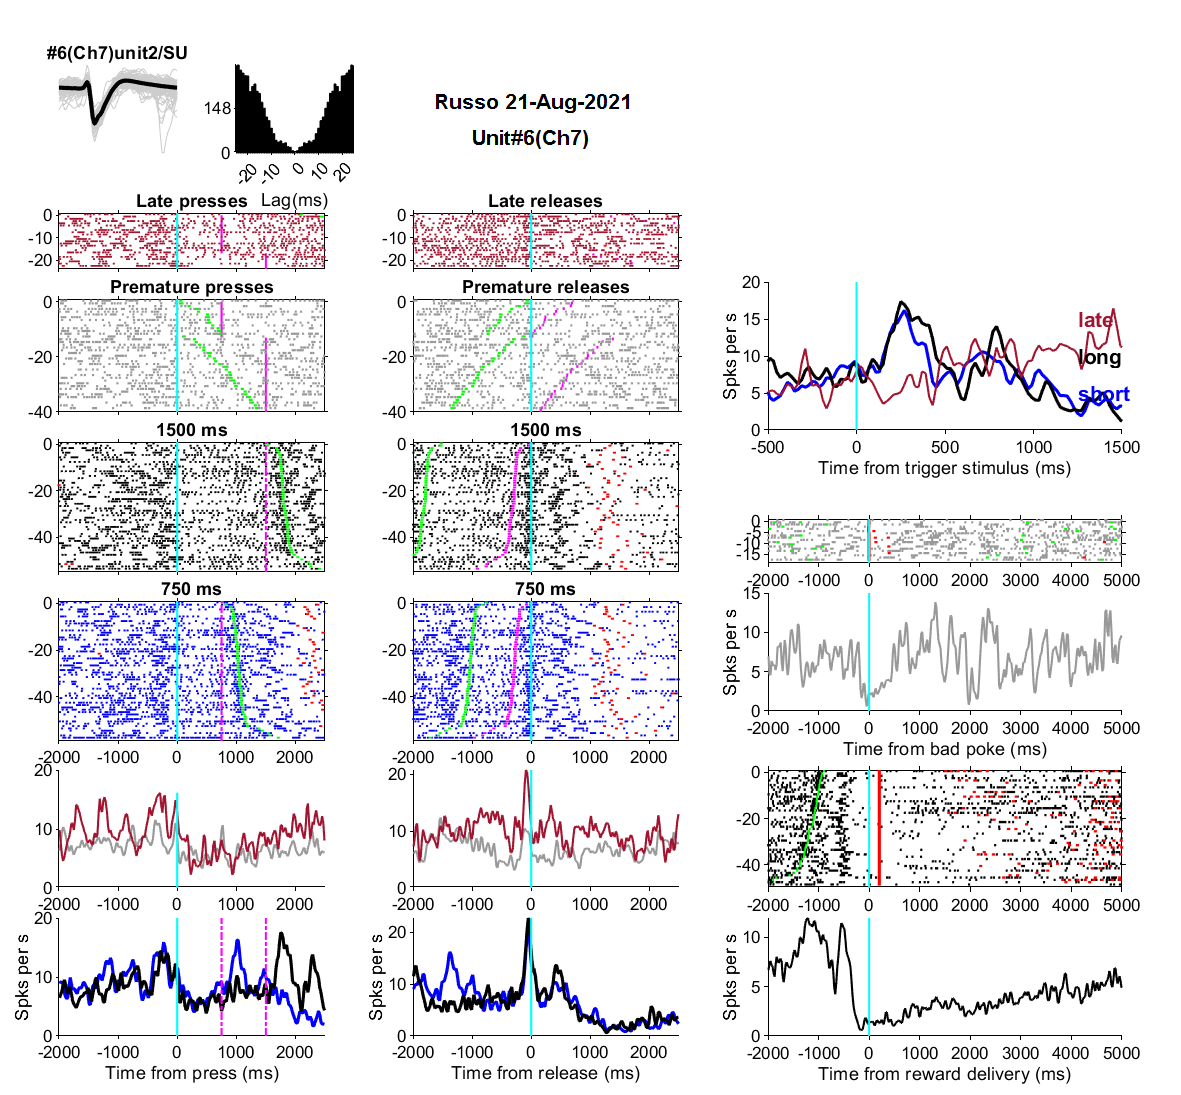 #6(Ch7)unit2/SU
148
0
-20 -10 0 10 20
Lag(ms)
Russo 21-Aug-2021
Unit#6(Ch7)
Late presses
0
-10
-20
Late releases
0
-10
-20
Premature presses
0
-20
-40
Premature releases
0
-20
-40
1500 ms
0
-20
-40
1500 ms
0
-20
-40
750 ms
0
-20
-40
-2000 -1000 0 1000 2000
750 ms
0
-20
-40
-2000 -1000 0 1000 2000
20
10
0
-2000 -1000 0 1000 2000
20
10
0
-2000 -1000 0 1000 2000
Spks per s
20
10
0
-2000 -1000 0 1000 2000
Time from press (ms)
Spks per s
20
10
0
-2000 -1000 0 1000 2000
Time from release (ms)
Spks per s
20
15
10
5
0
late
long
short
-500 0 500 1000 1500
Time from trigger stimulus (ms)
0
-5
-10
-15
-2000 -1000 0 1000 2000 3000 4000 5000
Spks per s
15
10
5
0
-2000 -1000 0 1000 2000 3000 4000 5000
Time from bad poke (ms)
0
-20
-40
-2000 -1000 0 1000 2000 3000 4000 5000
Spks per s
10
5
0
-2000 -1000 0 1000 2000 3000 4000 5000
Time from reward delivery (ms)